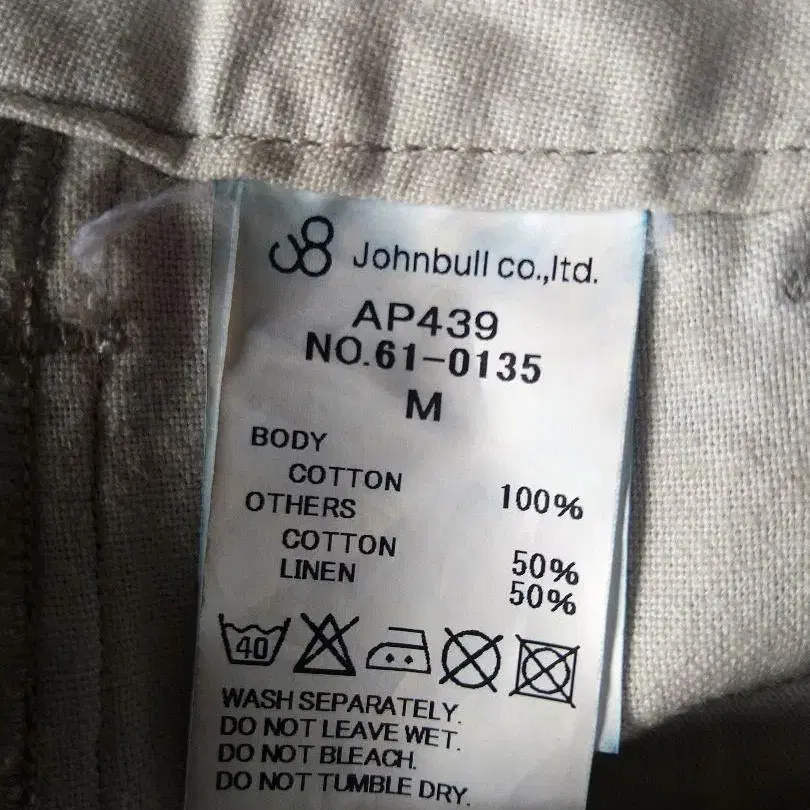 Johnbull co.,ltd.
AP439
NO.61-0135
M
BODY
COTTON 100%
OTHERS
COTTON 50%
LINEN 50%
40
WASH SEPARATELY.
DO NOT LEAVE WET.
DO NOT BLEACH.
DO NOT TUMBLE DRY.